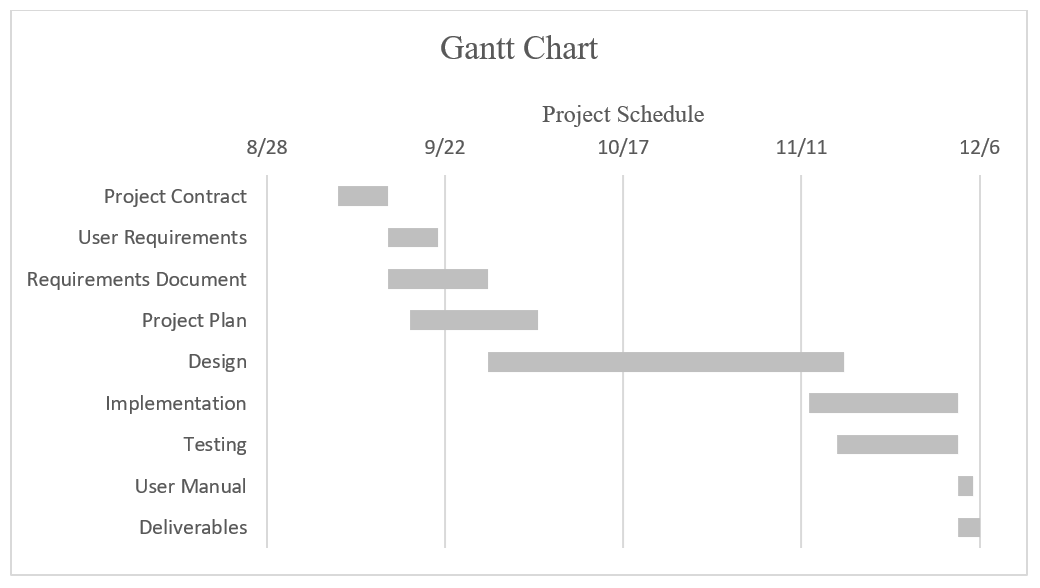 Gantt Chart
Project Schedule
8/28 9/22 10/17 11/11 12/6
Project Contract
User Requirements
Requirements Document
Project Plan
Design
Implementation
Testing
User Manual
Deliverables